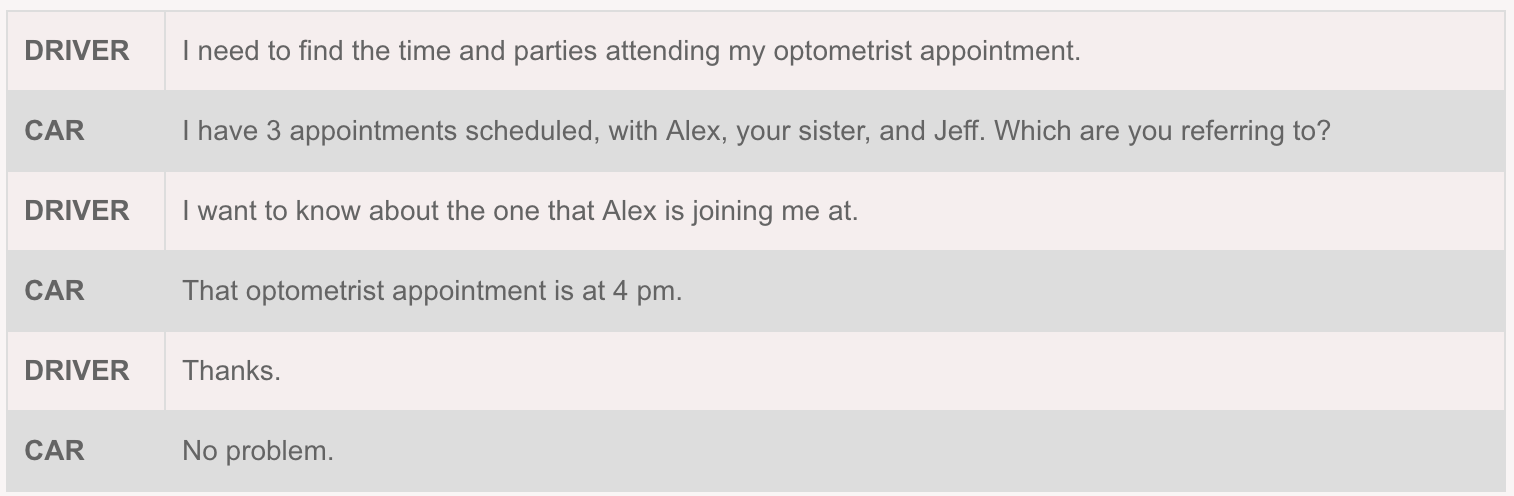 DRIVER I need to find the time and parties attending my optometrist appointment.
CAR I have 3 appointments scheduled, with Alex, your sister, and Jeff. Which are you referring to?
DRIVER I want to know about the one that Alex is joining me at.
CAR That optometrist appointment is at 4 pm.
DRIVER Thanks.
CAR No problem.